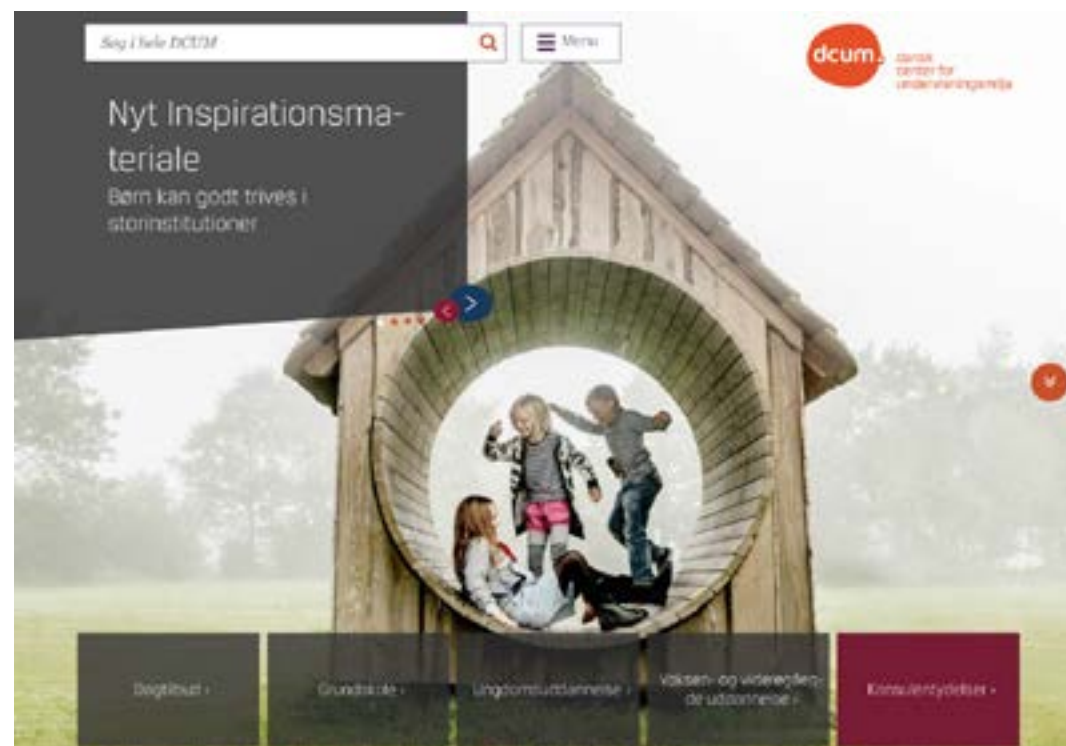 Søg i hele DCUM
Menu
dcum.
dansk
center for
undervisningsmiljø
Nyt Inspirationsma-
teriale
Børn kan godt trives i
storinstitutioner
Dagtilbud ›
Grundskole ›
Ungdomsuddannelse ›
Voksen- og videregåen-
de uddannelse ›
Konsulentydelser ›